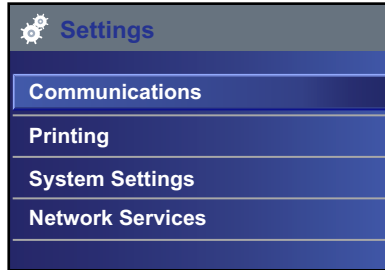 Settings
Communications
Printing
System Settings
Network Services